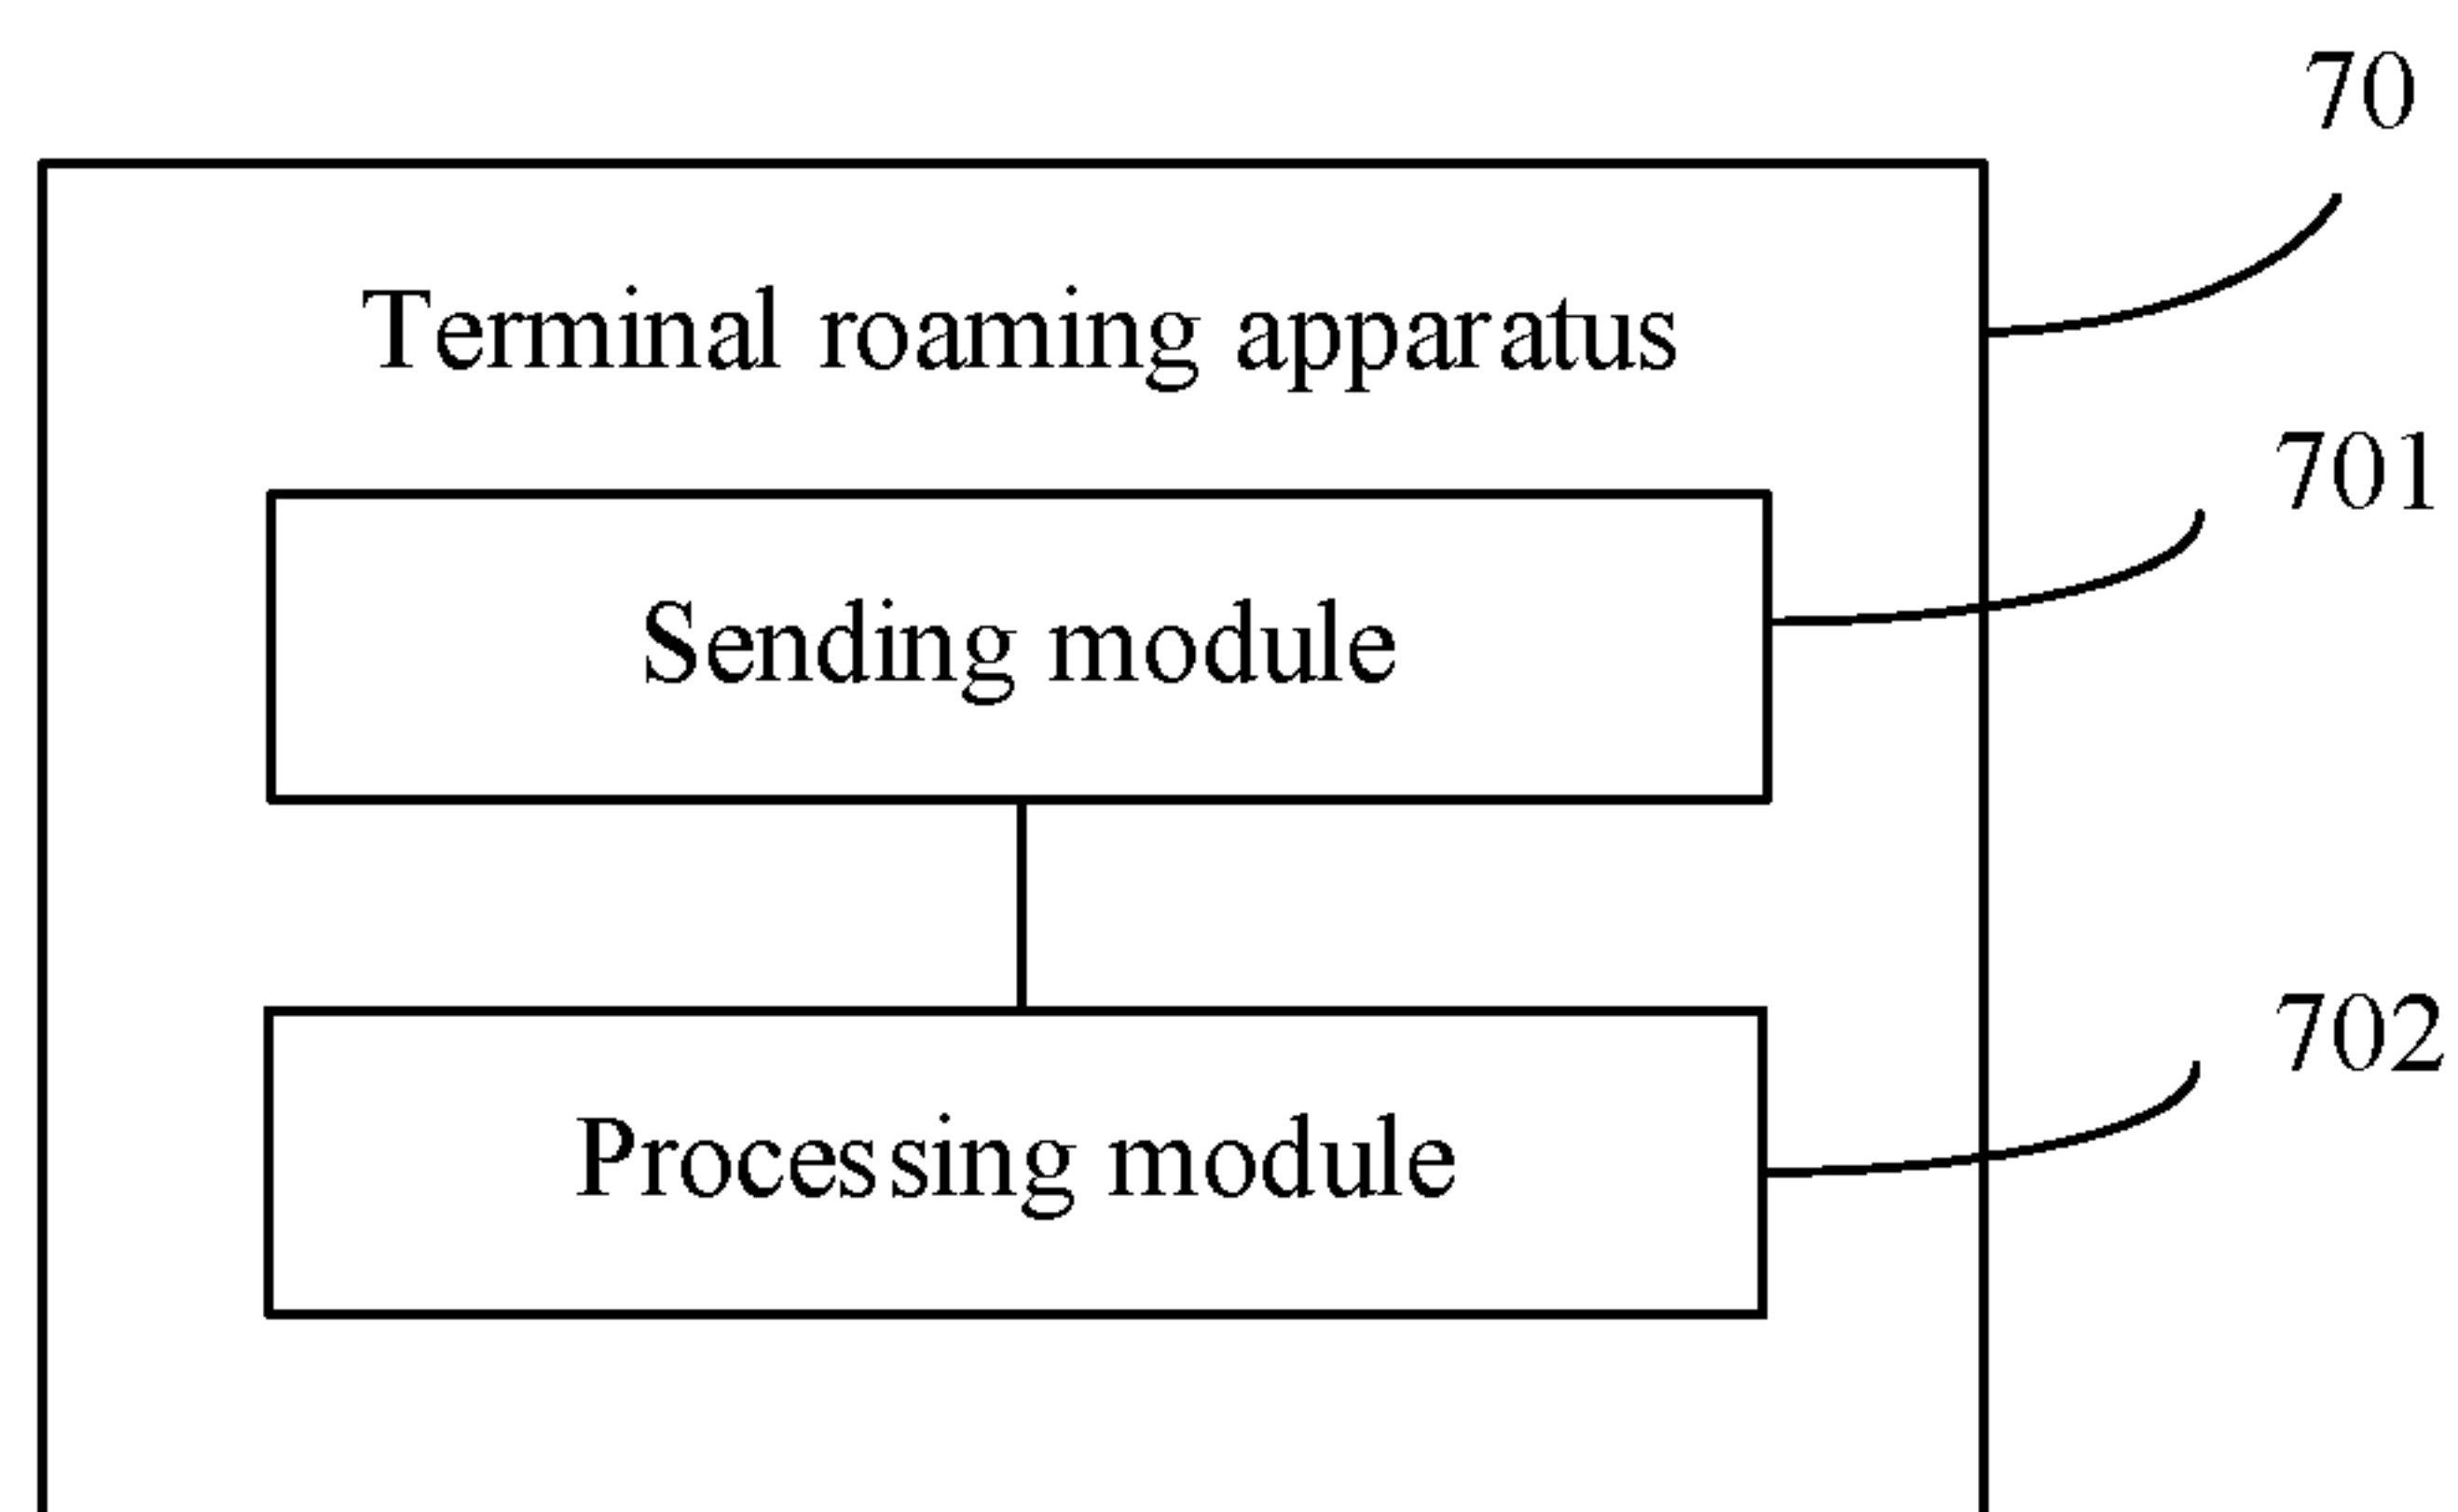 70
Terminal roaming apparatus
701
Sending module
702
Processing module